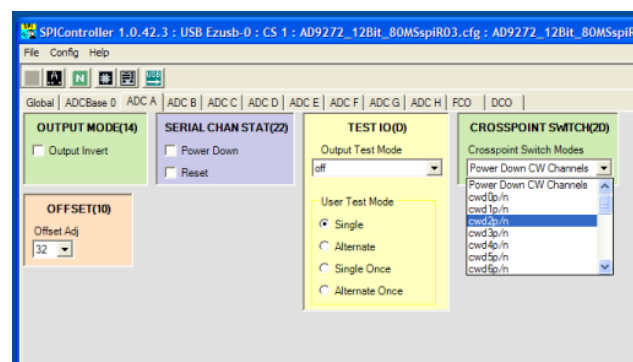 SPIController 1.0.42.3 : USB Ezusb-0 : CS 1 : AD9272_12Bit_80MSspiR03.cfg : AD9272_12Bit_80MSspiR
File Config Help
Global ADCBase 0 ADC A ADC B ADC C ADC D ADC E ADC F ADC G ADC H FCO DCO
OUTPUT MODE(14)
Output Invert
SERIAL CHAN STAT(22)
Power Down
Reset
TEST IO(D)
Output Test Mode
off
User Test Mode
Single
Alternate
Single Once
Alternate Once
CROSSPOINT SWITCH(2D)
Crosspoint Switch Modes
Power Down CW Channels
Power Down CW Channels
cwd0p/n
cwd1p/n
cwd2p/n
cwd3p/n
cwd4p/n
cwd5p/n
cwd6p/n
OFFSET(10)
Offset Adj
32